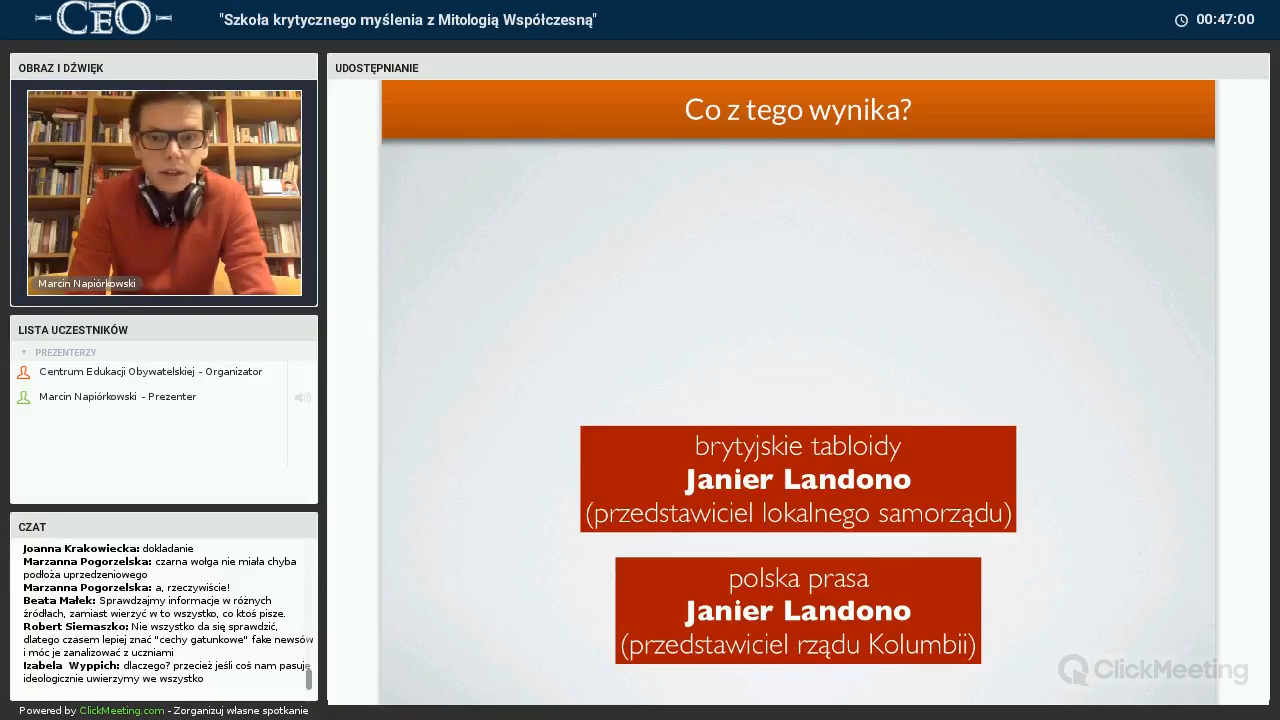 CEO
"Szkoła krytycznego myślenia z Mitologią Współczesną"
00:47:00
OBRAZ I DŹWIĘK
Marcin Napiórkowski
LISTA UCZESTNIKÓW
PREZENTERZY
Centrum Edukacji Obywatelskiej - Organizator
Marcin Napiórkowski - Prezenter
CZAT
Joanna Krakowiecka: dokladanie
Marzanna Pogorzelska: czarna wołga nie miała chyba
podłoża uprzedzeniowego
Marzanna Pogorzelska: a, rzeczywiście!
Beata Małek: Sprawdzajmy informacje w różnych
źródłach, zamiast wierzyć w to wszystko, co ktoś pisze.
Robert Siemaszko: Nie wszystko da się sprawdzić,
dlatego czasem lepiej znać "cechy gatunkowe" fake newsów
i móc je zanalizować z uczniami
Izabela Wyppich: dlaczego? przecież jeśli coś nam pasuje
ideologicznie uwierzymy we wszystko
Powered by ClickMeeting.com - Zorganizuj własne spotkanie
UDOSTĘPNIANIE
Co z tego wynika?
brytyjskie tabloidy
Janier Landono
(przedstawiciel lokalnego samorządu)
polska prasa
Janier Landono
(przedstawiciel rządu Kolumbii)
ClickMeeting